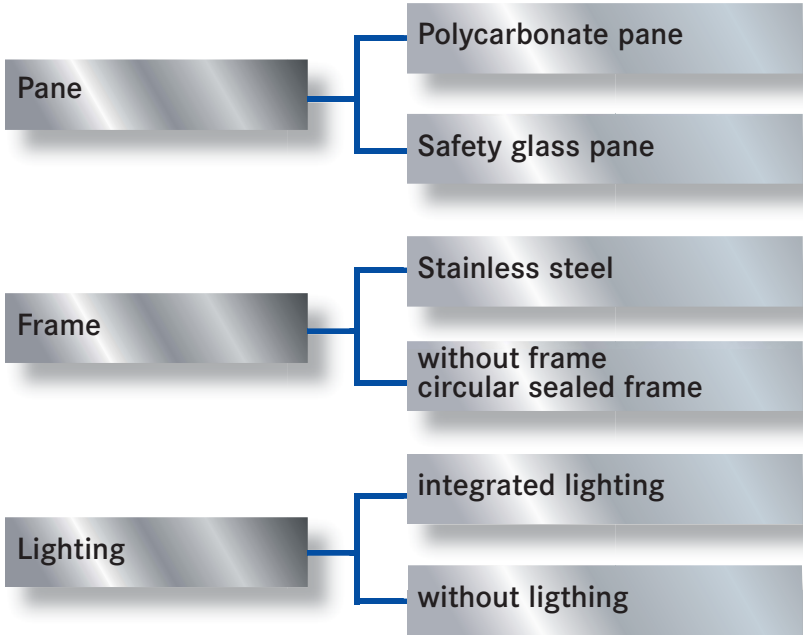 Pane
Polycarbonate pane
Safety glass pane
Frame
Stainless steel
without frame
circular sealed frame
Lighting
integrated lighting
without ligthing